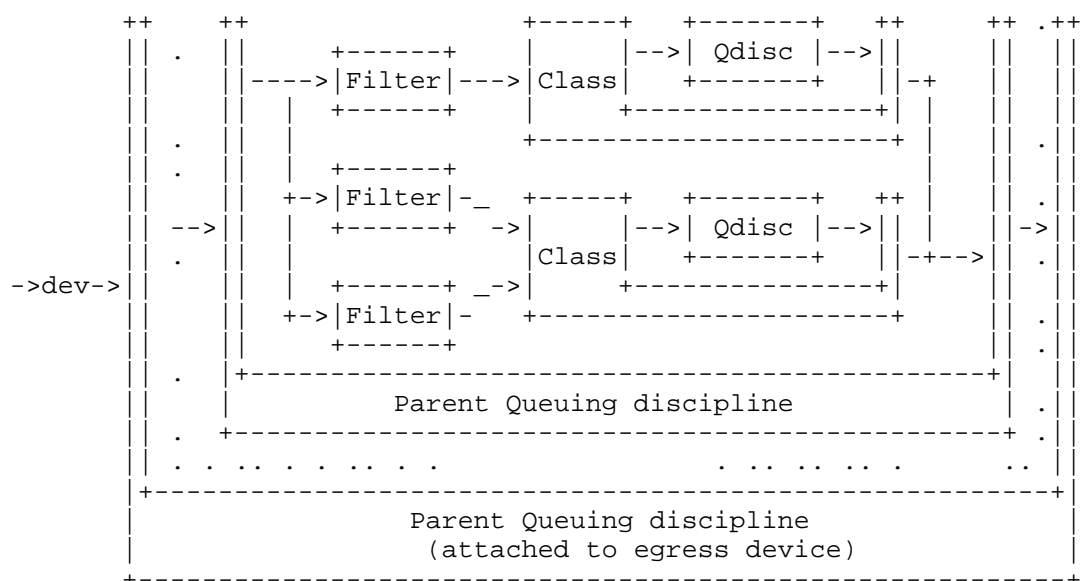 Qdisc
Filter Class
Filter
Qdisc
Class
->dev->
Filter
Parent Queuing discipline
Parent Queuing discipline
(attached to egress device)